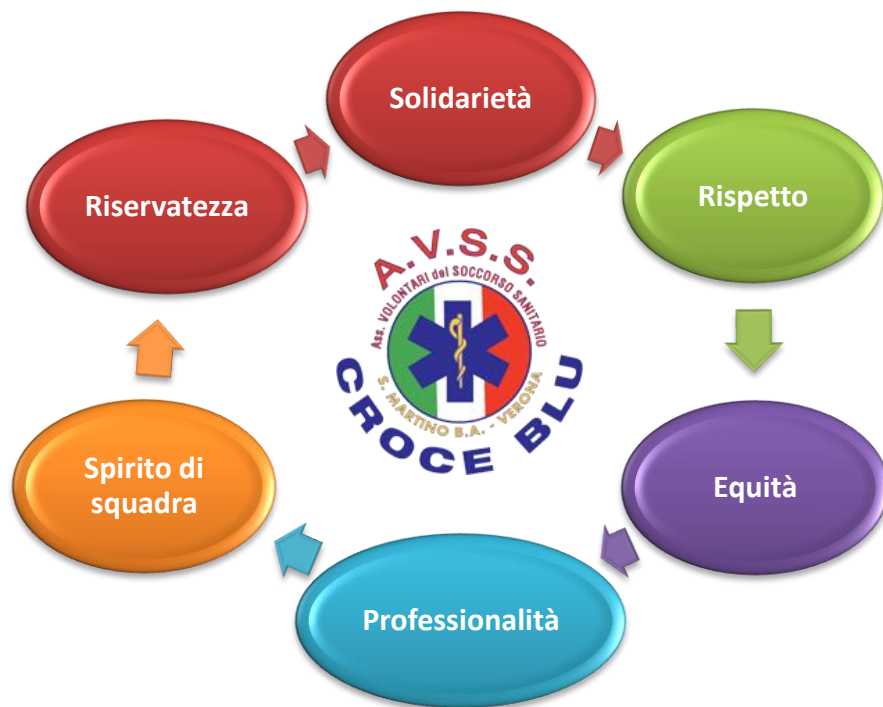 Solidarietà
Rispetto
Equità
Professionalità
Spirito di
squadra
Riservatezza
A.V.S.S.
Ass. VOLONTARI del SOCCORSO SANITARIO
S. MARTINO B.A. - VERONA
CROCE BLU